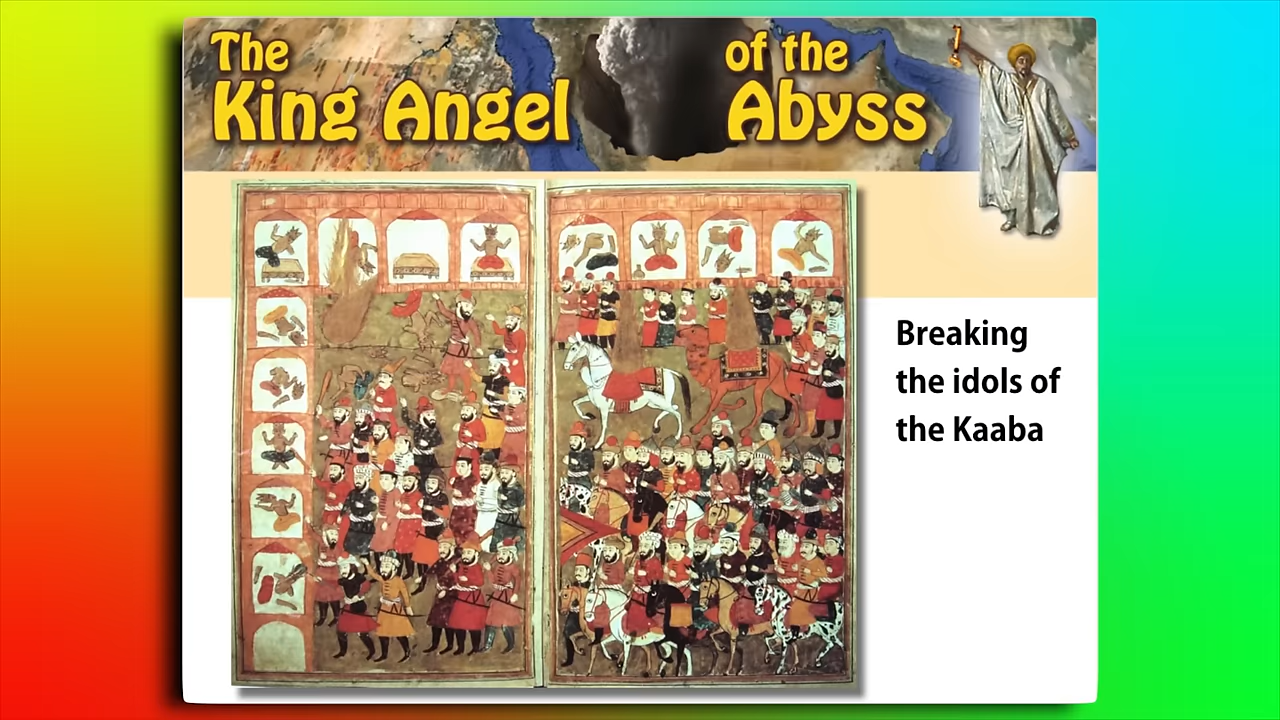 The
King Angel
of the
Abyss
Breaking
the idols of
the Kaaba